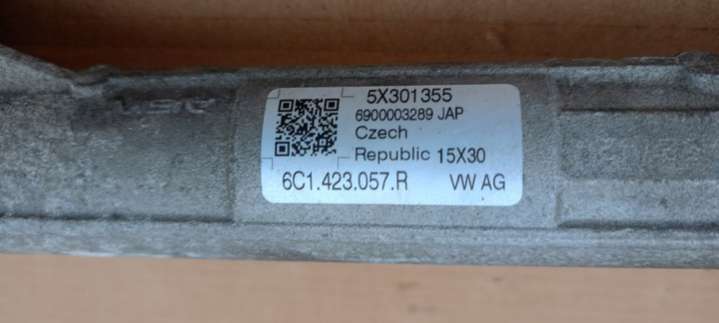 5X301355
6900003289 JAP
Czech
Republic 15X30
6C1.423.057.R VW AG